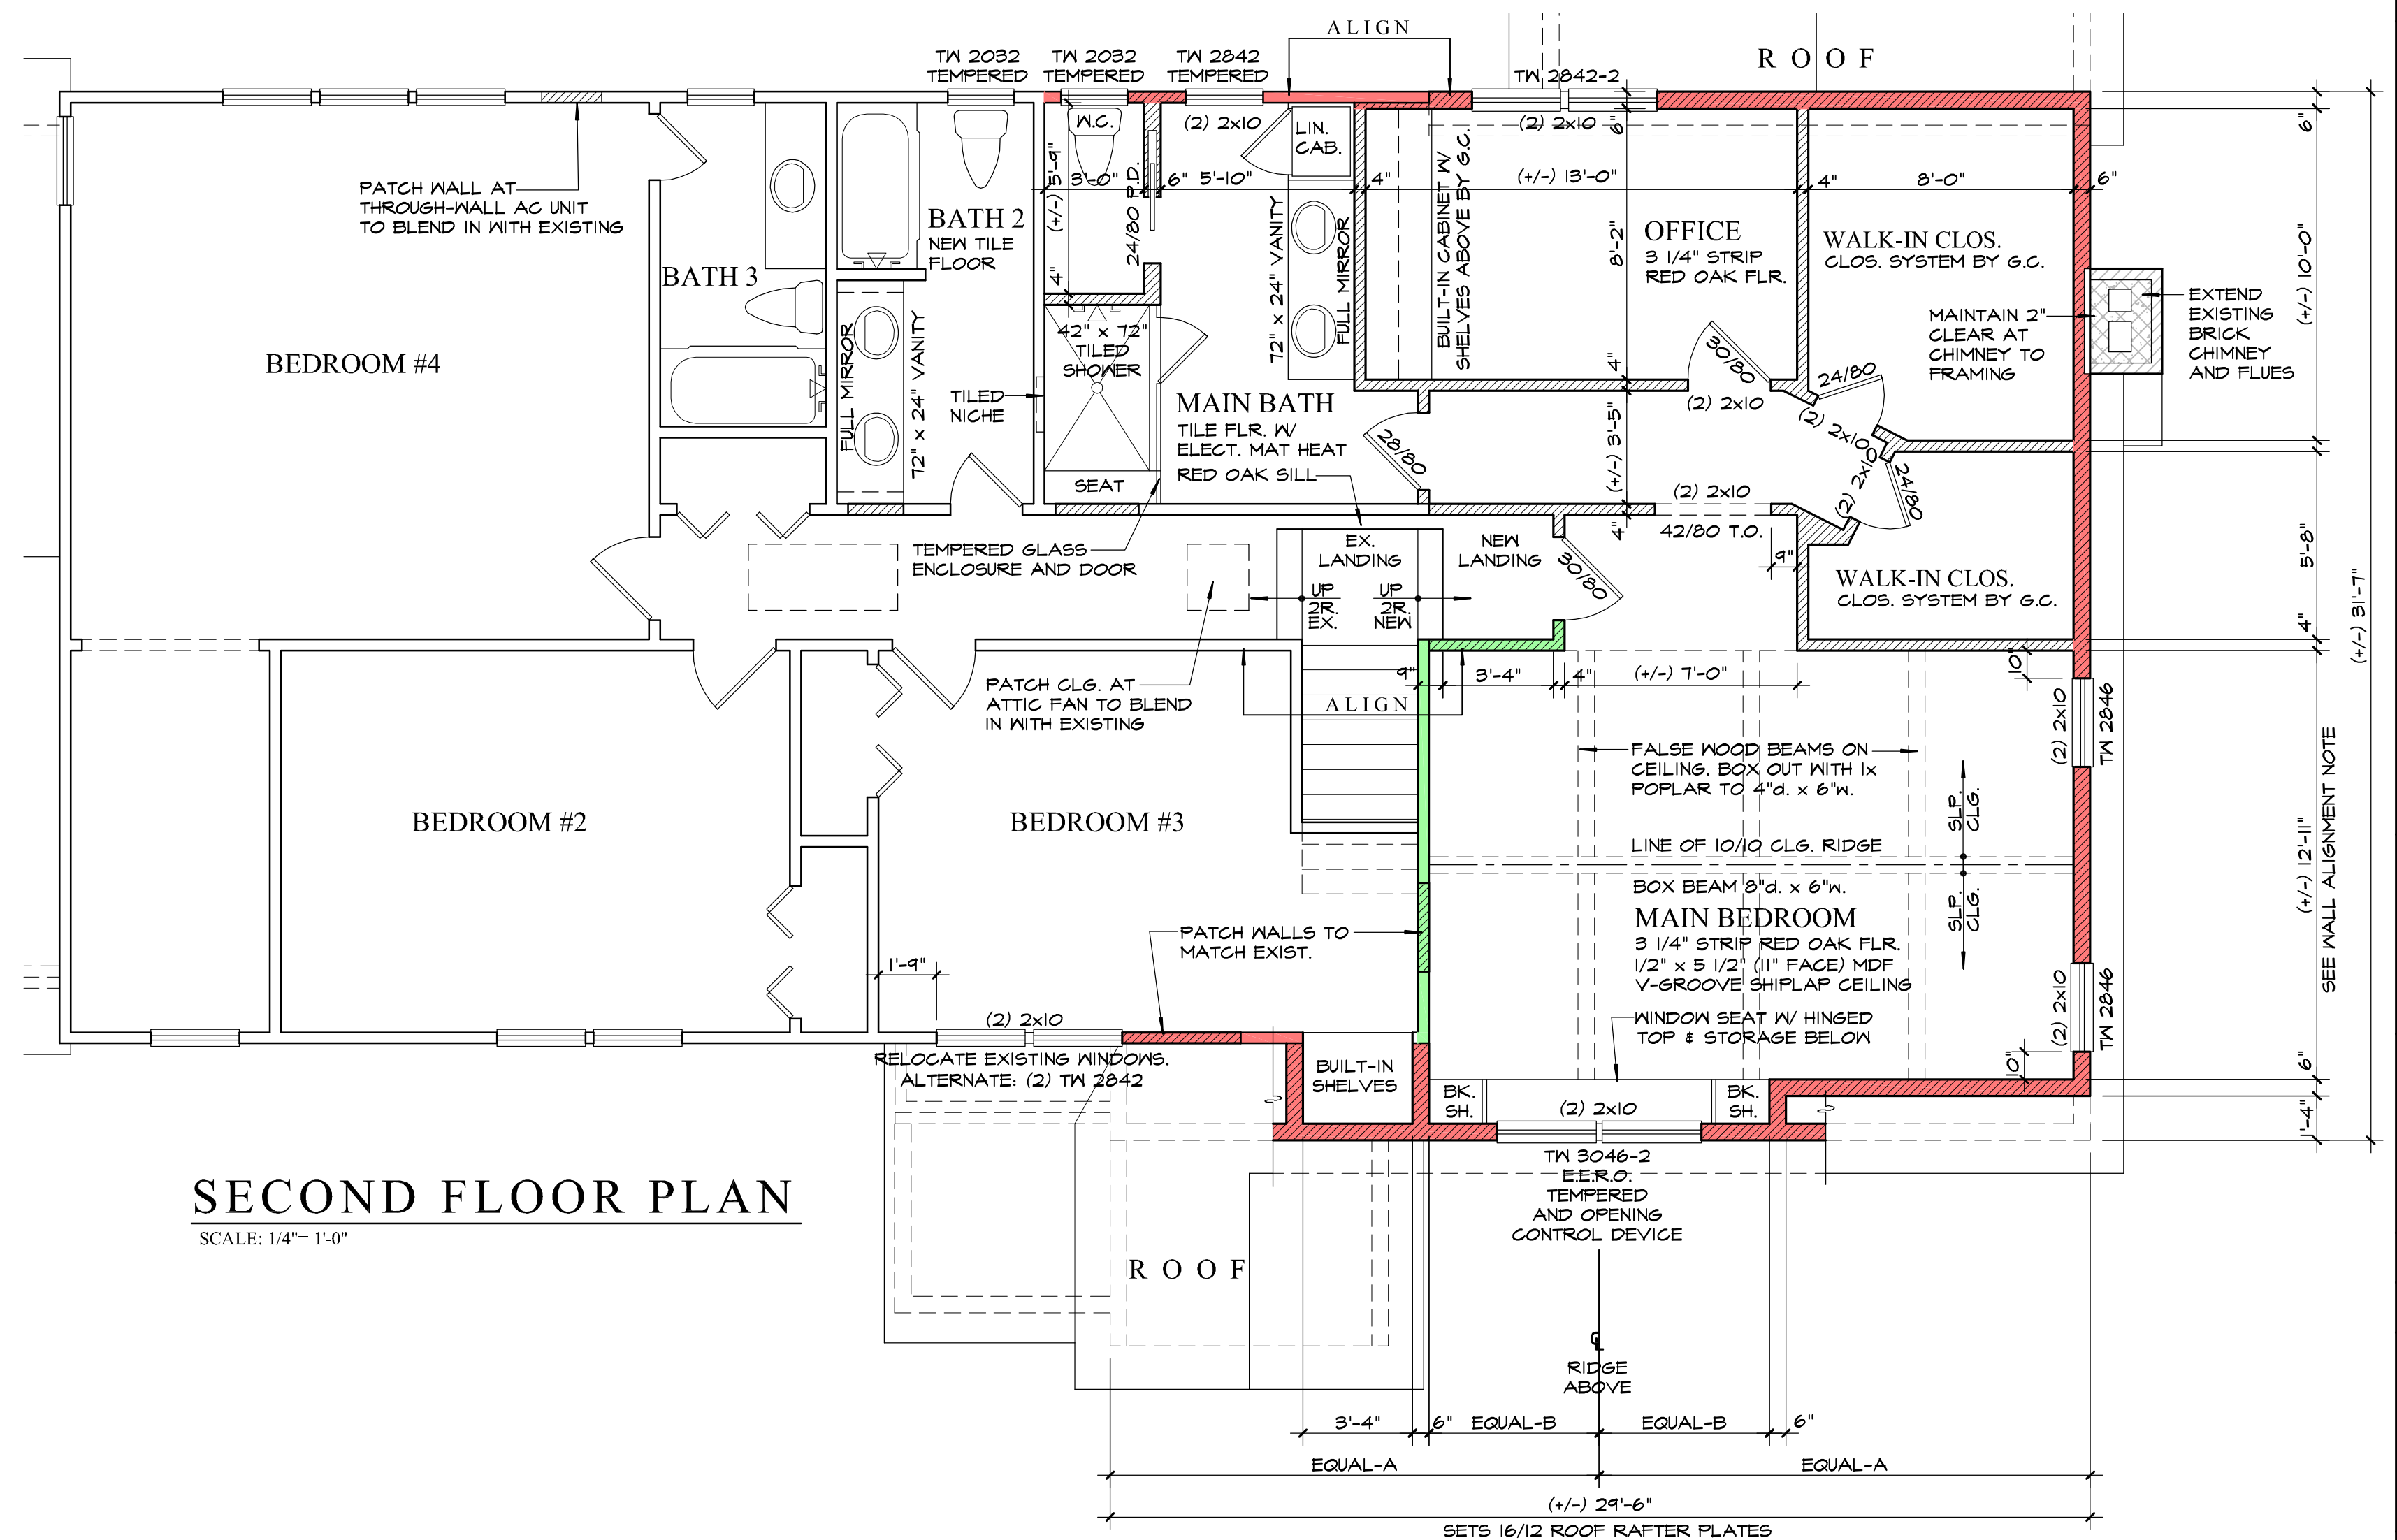 ALIGN
R O O F
TW 2032
TEMPERED
TW 2032
TEMPERED
TW 2842
TEMPERED
TW 2842-2
W.C.
(2) 2x10
LIN.
CAB.
(2) 2x10
6"
6"
PATCH WALL AT
THROUGH-WALL AC UNIT
TO BLEND IN WITH EXISTING
(+/-) 5'-9"
3'-0"
24/80 P.D.
6"
5'-10"
4"
(+/-) 13'-0"
4"
8'-0"
6"
BATH 2
NEW TILE
FLOOR
BATH 3
4"
72" x 24" VANITY
FULL MIRROR
BUILT-IN CABINET W/
SHELVES ABOVE BY G.C.
8'-2"
OFFICE
3 1/4" STRIP
RED OAK FLR.
WALK-IN CLOS.
CLOS. SYSTEM BY G.C.
(+/-) 10'-0"
MAINTAIN 2"
CLEAR AT
CHIMNEY TO
FRAMING
EXTEND
EXISTING
BRICK
CHIMNEY
AND FLUES
BEDROOM #4
FULL MIRROR
72" x 24" VANITY
42" x 72"
TILED
SHOWER
TILED
NICHE
SEAT
MAIN BATH
TILE FLR. W/
ELECT. MAT HEAT
RED OAK SILL
28/80
4"
30/80
(2) 2x10
24/80
(2) 2x10
(2) 2x10
24/80
(+/-) 3'-5"
(2) 2x10
4"
42/80 T.O.
9"
TEMPERED GLASS
ENCLOSURE AND DOOR
EX.
LANDING
NEW
LANDING
30/80
UP
2R.
EX.
UP
2R.
NEW
WALK-IN CLOS.
CLOS. SYSTEM BY G.C.
5'-8"
4"
(+/-) 31'-7"
PATCH CLG. AT
ATTIC FAN TO BLEND
IN WITH EXISTING
ALIGN
9"
3'-4"
4"
(+/-) 7'-0"
10"
(2) 2x10
TW 2846
FALSE WOOD BEAMS ON
CEILING. BOX OUT WITH 1x
POPLAR TO 4"d. x 6"w.
SLP.
CLG.
BEDROOM #2
BEDROOM #3
LINE OF 10/10 CLG. RIDGE
BOX BEAM 8"d. x 6"w.
MAIN BEDROOM
3 1/4" STRIP RED OAK FLR.
1/2" x 5 1/2" (11" FACE) MDF
V-GROOVE SHIPLAP CEILING
SLP.
CLG.
(+/-) 12'-11"
SEE WALL ALIGNMENT NOTE
PATCH WALLS TO
MATCH EXIST.
1'-9"
(2) 2x10
TW 2846
(2) 2x10
WINDOW SEAT W/ HINGED
TOP & STORAGE BELOW
RELOCATE EXISTING WINDOWS.
ALTERNATE: (2) TW 2842
BUILT-IN
SHELVES
10"
6"
BK.
SH.
(2) 2x10
BK.
SH.
1'-4"
TW 3046-2
E.E.R.O.
TEMPERED
AND OPENING
CONTROL DEVICE
SECOND FLOOR PLAN
SCALE: 1/4"= 1'-0"
R O O F
RIDGE
ABOVE
3'-4"
6"
EQUAL-B
EQUAL-B
6"
EQUAL-A
EQUAL-A
(+/-) 29'-6"
SETS 16/12 ROOF RAFTER PLATES